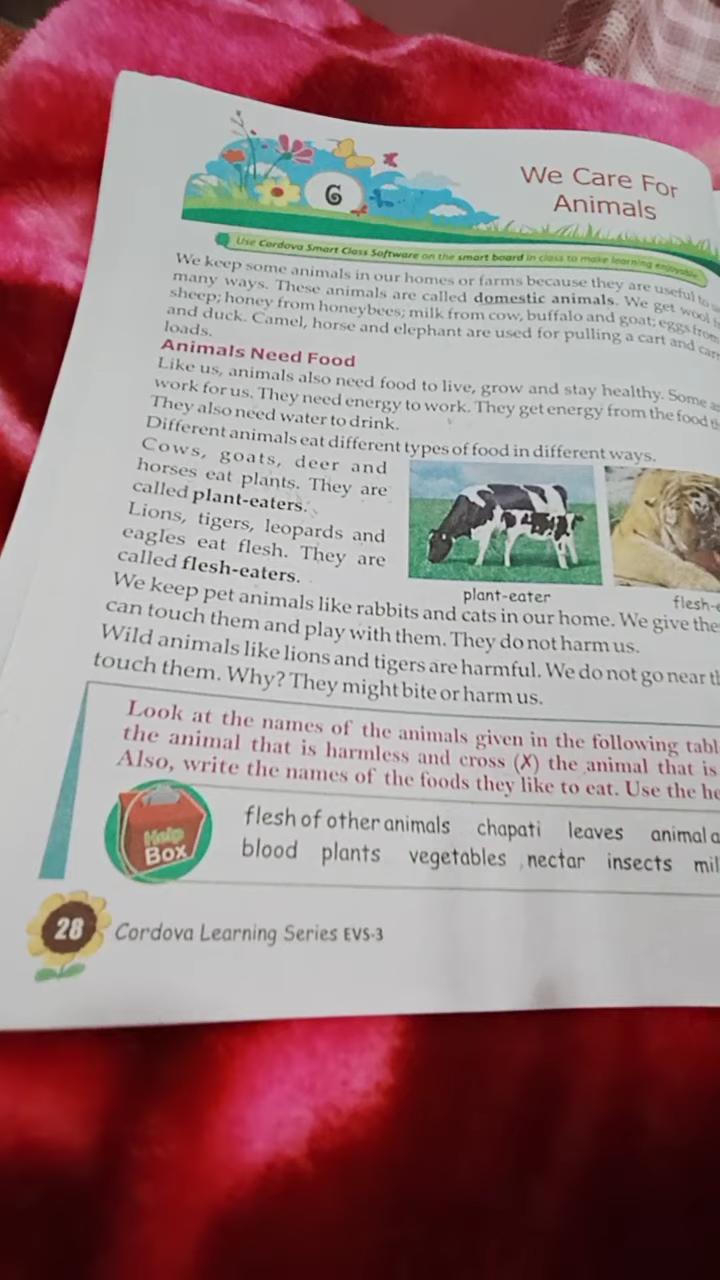 6
We Care For
Animals
Use Cordova Smart Class Software on the smart board in class to make learning enjoyable
We keep some animals in our homes or farms because they are useful to
many ways. These animals are called domestic animals. We get wool
sheep; honey from honeybees; milk from cow, buffalo and goat; eggs from
and duck. Camel, horse and elephant are used for pulling a cart and
loads.
Animals Need Food
Like us, animals also need food to live, grow and stay healthy. Some
work for us. They need energy to work. They get energy from the food
They also need water to drink.
Different animals eat different types of food in different ways.
Cows, goats, deer and
horses eat plants. They are
called plant-eaters.
Lions, tigers, leopards and
eagles eat flesh. They are
called flesh-eaters.
plant-eater
flesh-
We keep pet animals like rabbits and cats in our home. We give
can touch them and play with them. They do not harm us.
Wild animals like lions and tigers are harmful. We do not go near
touch them. Why? They might bite or harm us.
Look at the names of the animals given in the following
the animal that is harmless and cross (✗) the animal that is
Also, write the names of the foods they like to eat. Use the
Help
Box
flesh of other animals chapati leaves animal
blood plants vegetables nectar insects
28 Cordova Learning Series EVS-3